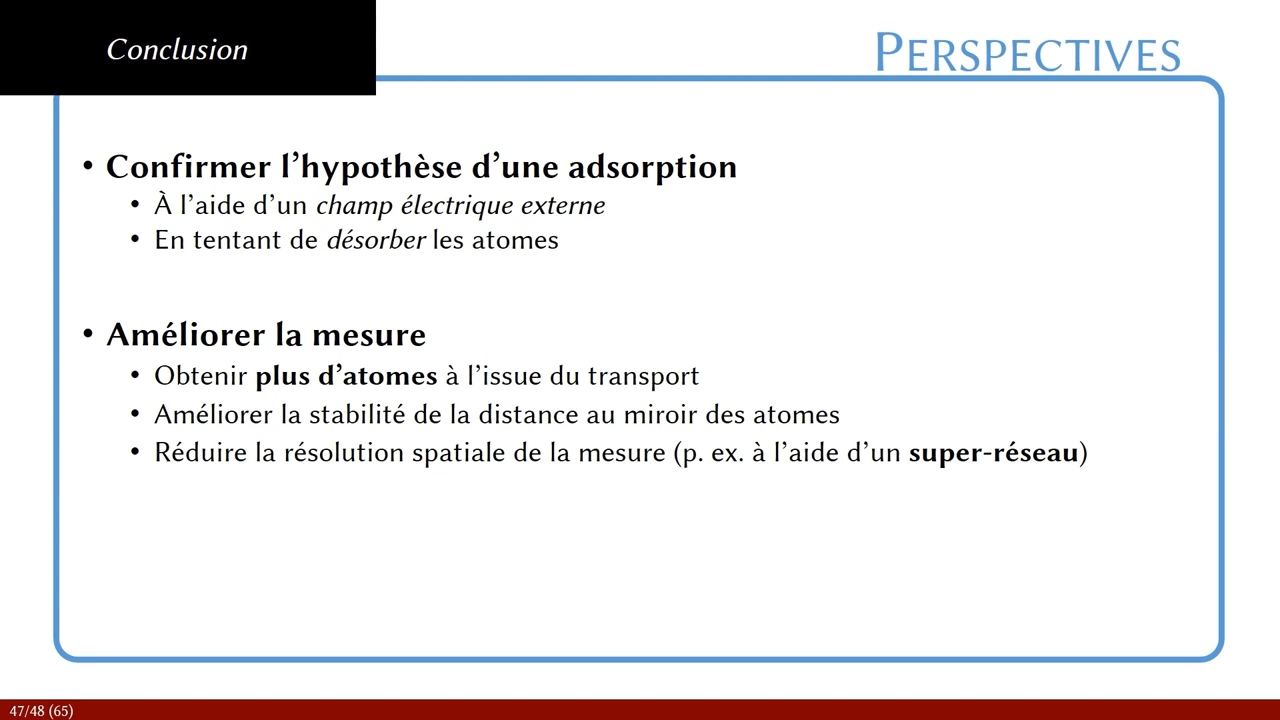 Conclusion
PERSPECTIVES
• Confirmer l’hypothèse d’une adsorption
• À l’aide d’un champ électrique externe
• En tentant de désorber les atomes
• Améliorer la mesure
• Obtenir plus d’atomes à l’issue du transport
• Améliorer la stabilité de la distance au miroir des atomes
• Réduire la résolution spatiale de la mesure (p. ex. à l’aide d’un super-réseau)
47/48 (65)